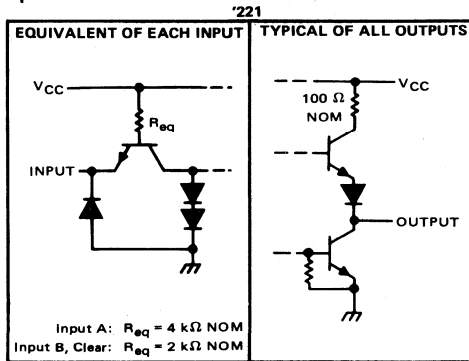 '221
EQUIVALENT OF EACH INPUT
VCC
Req
INPUT
Input A: Req = 4 kΩ NOM
Input B, Clear: Req = 2 kΩ NOM
TYPICAL OF ALL OUTPUTS
VCC
100 Ω
NOM
OUTPUT